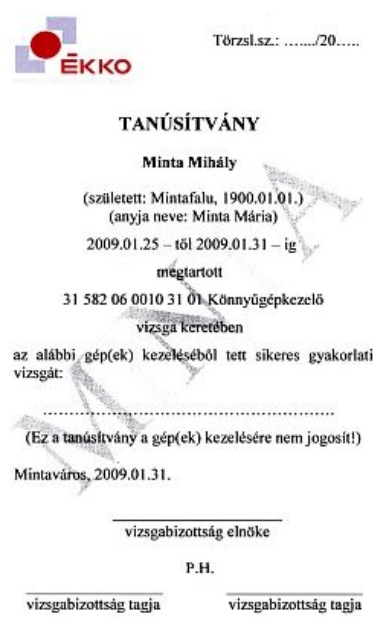 ÉKKO
Törzsl.sz.: ......./20.....
TANÚSÍTVÁNY
Minta Mihály
(született: Mintafalu, 1900.01.01.)
(anyja neve: Minta Mária)
2009.01.25 – től 2009.01.31 – ig
megtartott
31 582 06 0010 31 01 Könnyűgépkezelő
vizsga keretében
az alábbi gép(ek) kezeléséből tett sikeres gyakorlati
vizsgát:
......................................................
(Ez a tanúsítvány a gép(ek) kezelésére nem jogosít!)
Mintaváros, 2009.01.31.
vizsgabizottság elnöke
P.H.
vizsgabizottság tagja vizsgabizottság tagja
MINTA